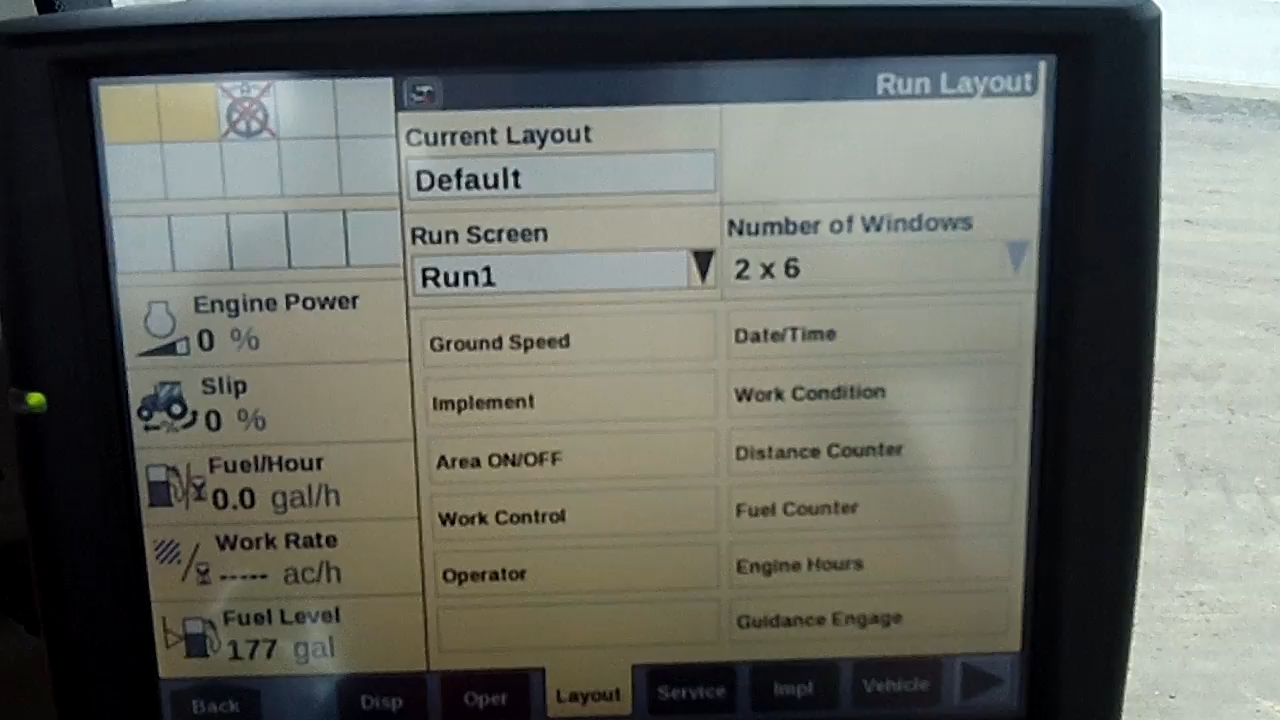 Run Layout
Current Layout
Default
Run Screen
Run1
Number of Windows
2 x 6
Engine Power
0 %
Slip
0 %
Fuel/Hour
0.0 gal/h
Work Rate
----- ac/h
Fuel Level
177 gal
Ground Speed
Implement
Area ON/OFF
Work Control
Operator
Date/Time
Work Condition
Distance Counter
Fuel Counter
Engine Hours
Guidance Engage
Back Disp Oper Layout Service Impl Vehicle